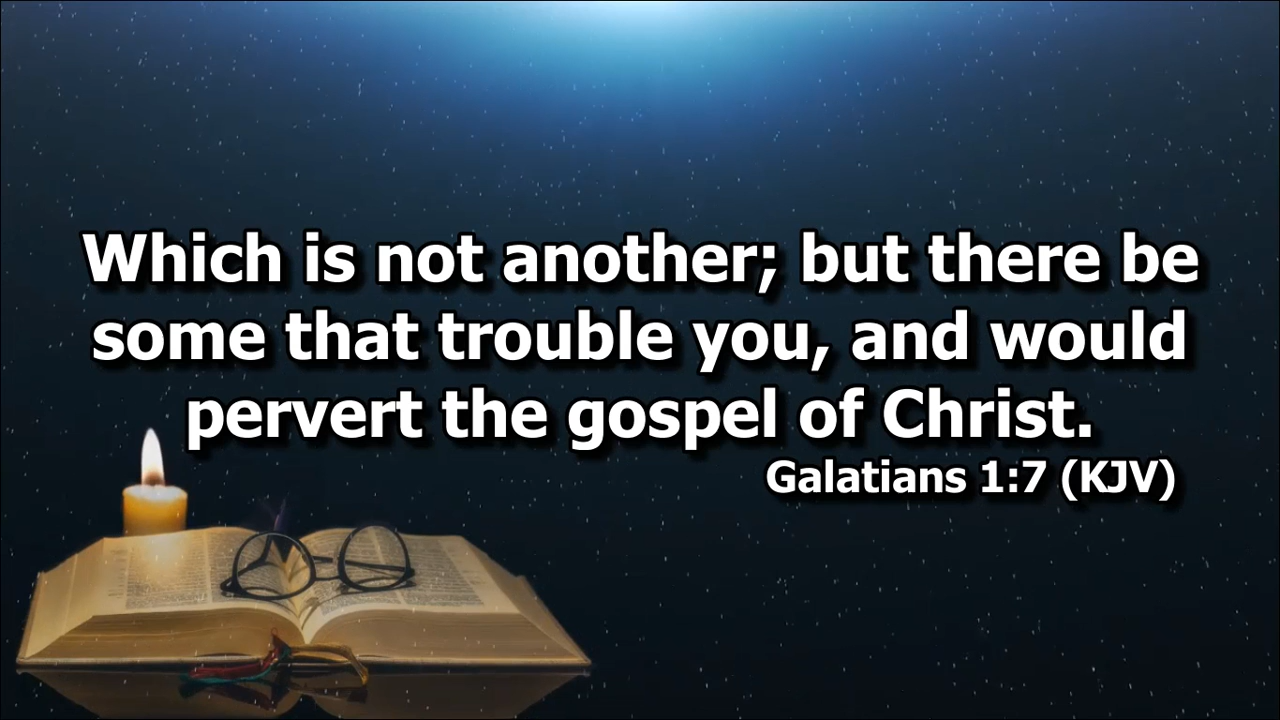 Which is not another; but there be
some that trouble you, and would
pervert the gospel of Christ.
Galatians 1:7 (KJV)